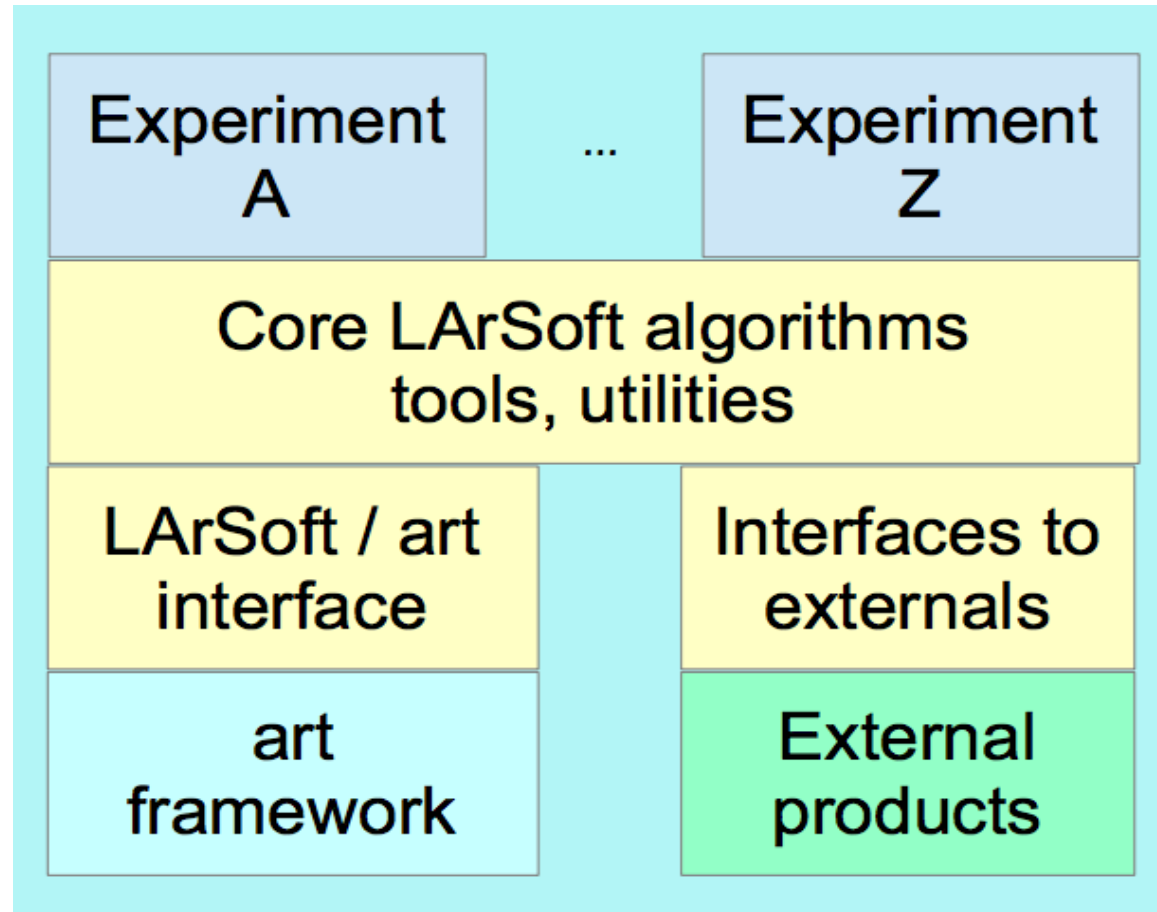 Experiment
A
...
Experiment
Z
Core LArSoft algorithms
tools, utilities
LArSoft / art
interface
Interfaces to
externals
art
framework
External
products